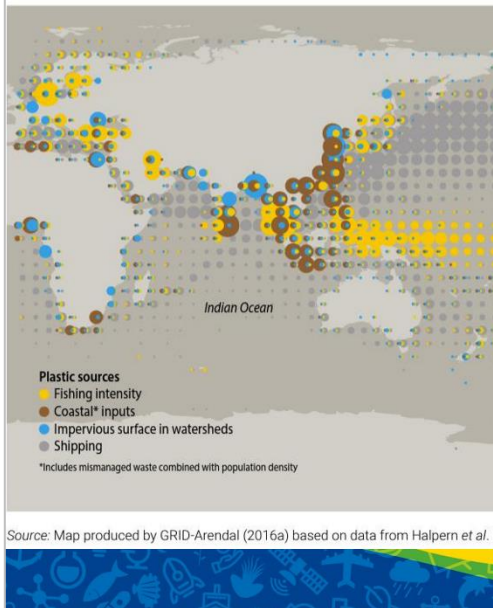 Indian Ocean
Plastic sources
Fishing intensity
Coastal* inputs
Impervious surface in watersheds
Shipping
*Includes mismanaged waste combined with population density
Source: Map produced by GRID-Arendal (2016a) based on data from Halpern et al.